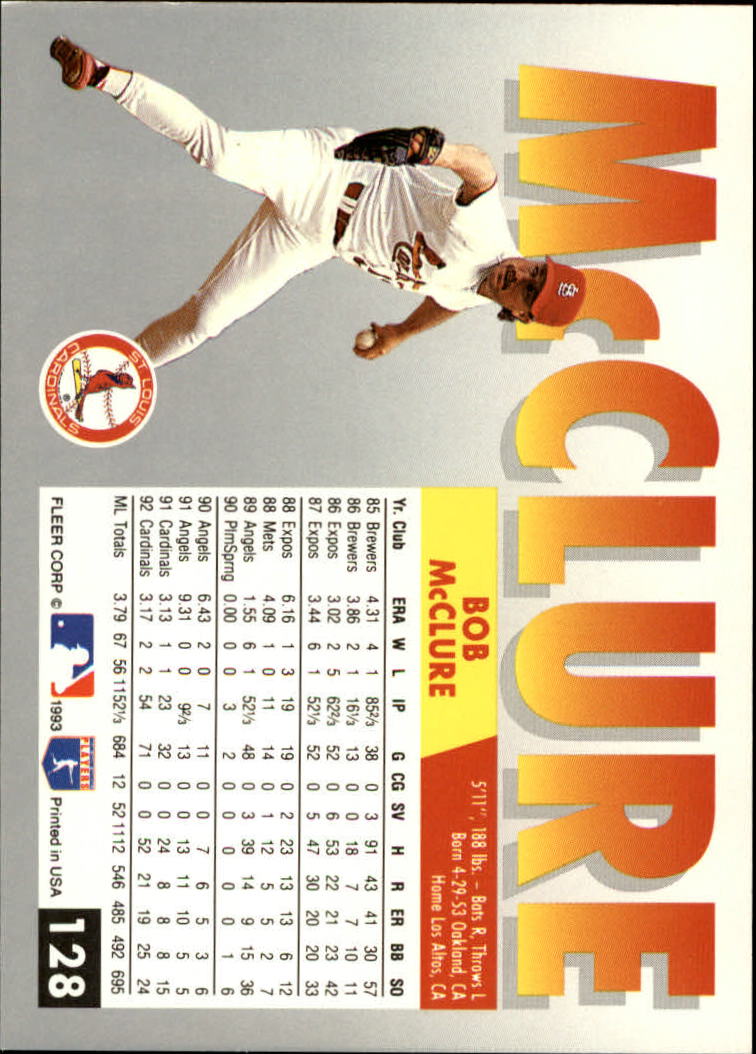 McCLURE
BOB
McCLURE
5'11", 188 lbs. – Bats R, Throws L
Born 4-29-53 Oakland, CA
Home Los Altos, CA
Yr. Club ERA W L IP G CG SV H R ER BB SO
85 Brewers 4.31 4 1 85⅔ 38 0 3 91 43 41 30 57
86 Brewers 3.86 2 1 16⅓ 13 0 0 18 7 7 10 11
86 Expos 3.02 2 5 62⅔ 52 0 6 53 22 21 23 42
87 Expos 3.44 6 1 52⅓ 52 0 5 47 30 20 20 33
88 Expos 6.16 1 3 19 19 0 2 23 13 13 6 12
88 Mets 4.09 1 0 11 14 0 1 12 5 5 2 7
89 Angels 1.55 6 1 52⅓ 48 0 3 39 14 9 15 36
90 PlmSprng 0.00 0 0 3 2 0 0 0 0 0 1 6
90 Angels 6.43 2 0 7 11 0 0 7 6 5 3 6
91 Angels 9.31 0 0 9⅔ 13 0 0 13 11 10 5 5
91 Cardinals 3.13 1 1 23 32 0 0 24 8 8 8 15
92 Cardinals 3.17 2 2 54 71 0 0 52 21 19 25 24
ML Totals 3.79 67 56 1152⅓ 684 12 52 1112 546 485 492 695
Cardinals
StL
ST. LOUIS
CARDINALS
®
FLEER CORP © 1993 PLAYERS Printed in USA 128